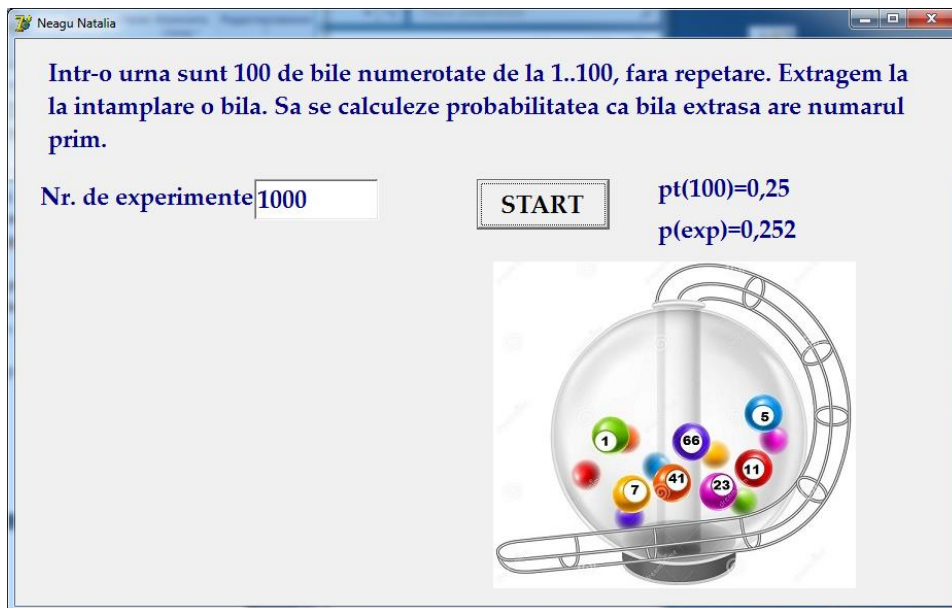 Neagu Natalia
Intr-o urna sunt 100 de bile numerotate de la 1..100, fara repetare. Extragem la
la intamplare o bila. Sa se calculeze probabilitatea ca bila extrasa are numarul
prim.
Nr. de experimente 1000
START
pt(100)=0,25
p(exp)=0,252
5
1
66
11
41
23
7